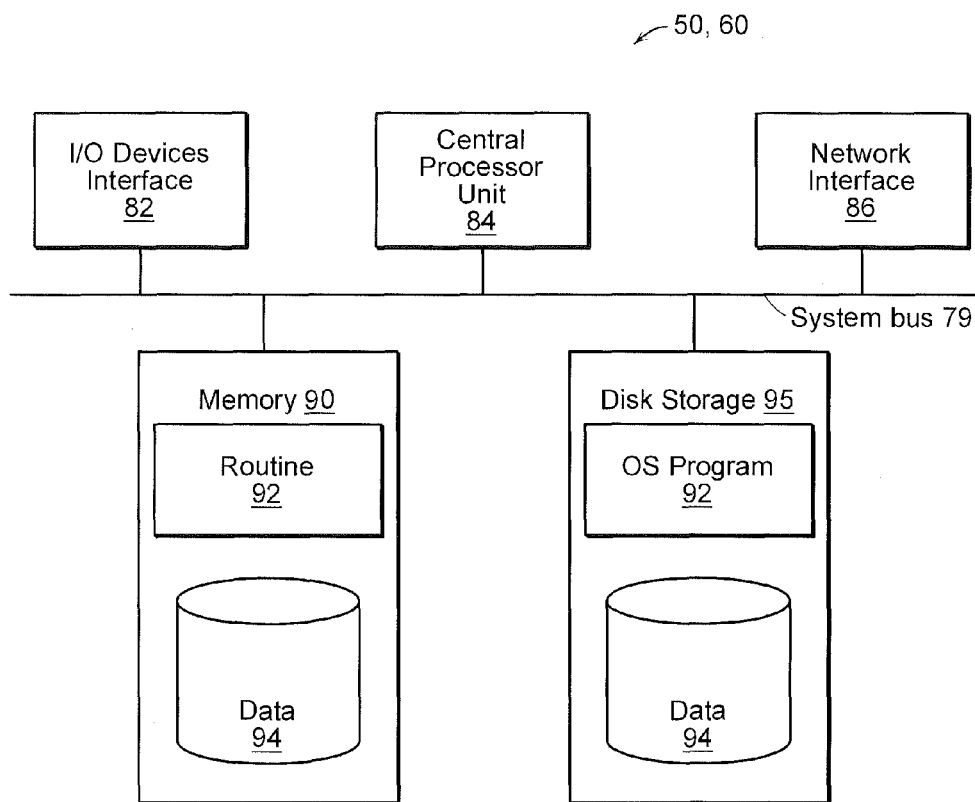 50, 60
I/O Devices
Interface
82
Central
Processor
Unit
84
Network
Interface
86
System bus 79
Memory 90
Routine
92
Data
94
Disk Storage 95
OS Program
92
Data
94